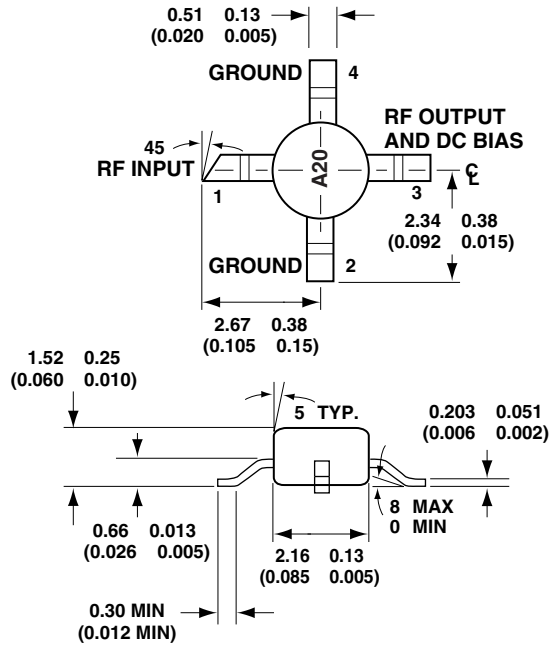 0.51 0.13
(0.020 0.005)
GROUND 4
RF OUTPUT
AND DC BIAS
45
RF INPUT
A20
℄
1
3
2.34 0.38
(0.092 0.015)
GROUND 2
2.67 0.38
(0.105 0.15)
1.52 0.25
(0.060 0.010)
5 TYP.
0.203 0.051
(0.006 0.002)
8 MAX
0 MIN
0.66 0.013
(0.026 0.005)
2.16 0.13
(0.085 0.005)
0.30 MIN
(0.012 MIN)